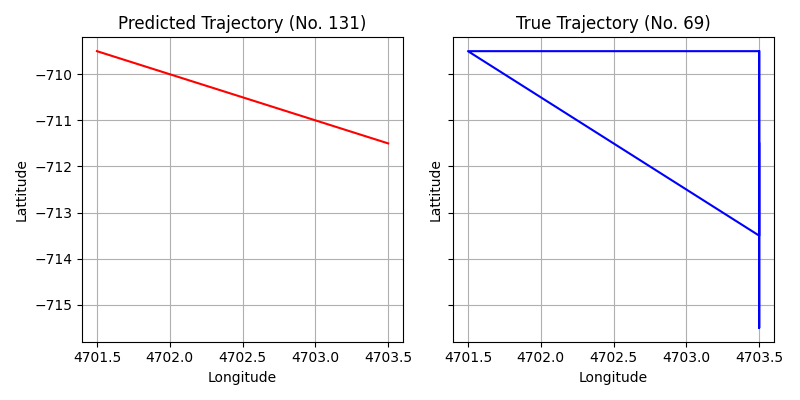 Predicted Trajectory (No. 131)
−710
−711
−712
−713
−714
−715
Lattitude
4701.5 4702.0 4702.5 4703.0 4703.5
Longitude
True Trajectory (No. 69)
Lattitude
4701.5 4702.0 4702.5 4703.0 4703.5
Longitude